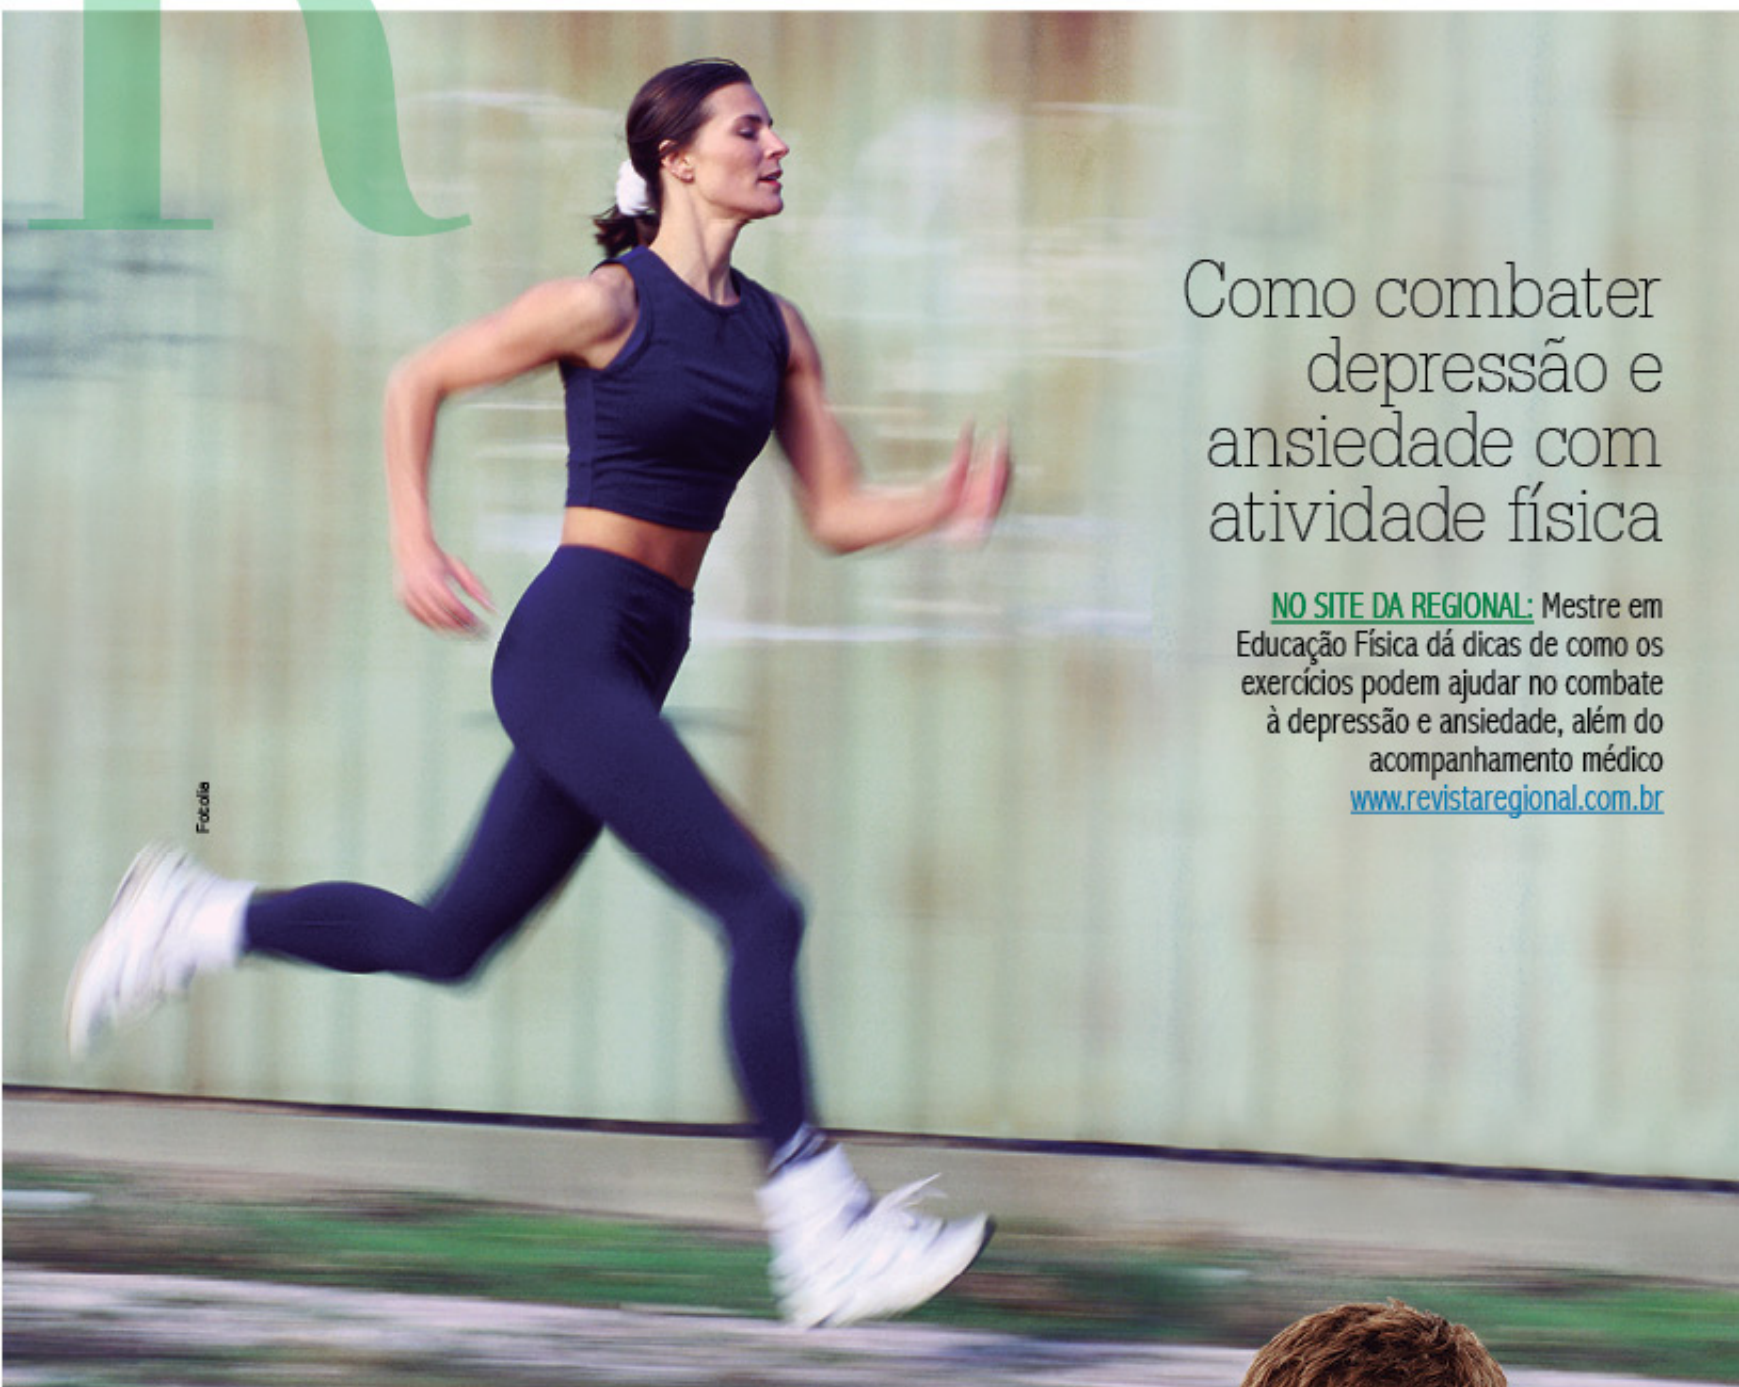 R
Como combater
depressão e
ansiedade com
atividade física
NO SITE DA REGIONAL: Mestre em
Educação Física dá dicas de como os
exercícios podem ajudar no combate
à depressão e ansiedade, além do
acompanhamento médico
www.revistaregional.com.br
Fotolia